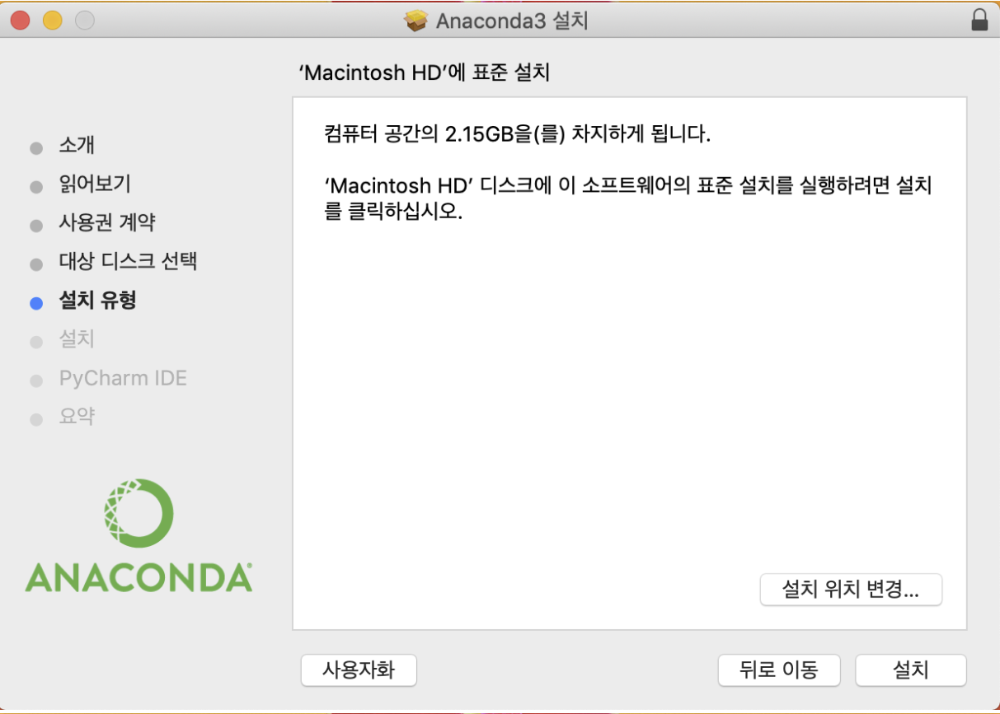 Anaconda3 설치
‘Macintosh HD’에 표준 설치
소개
읽어보기
사용권 계약
대상 디스크 선택
설치 유형
설치
PyCharm IDE
요약
ANACONDA®
컴퓨터 공간의 2.15GB을(를) 차지하게 됩니다.
‘Macintosh HD’ 디스크에 이 소프트웨어의 표준 설치를 실행하려면 설치
를 클릭하십시오.
설치 위치 변경...
사용자화
뒤로 이동
설치